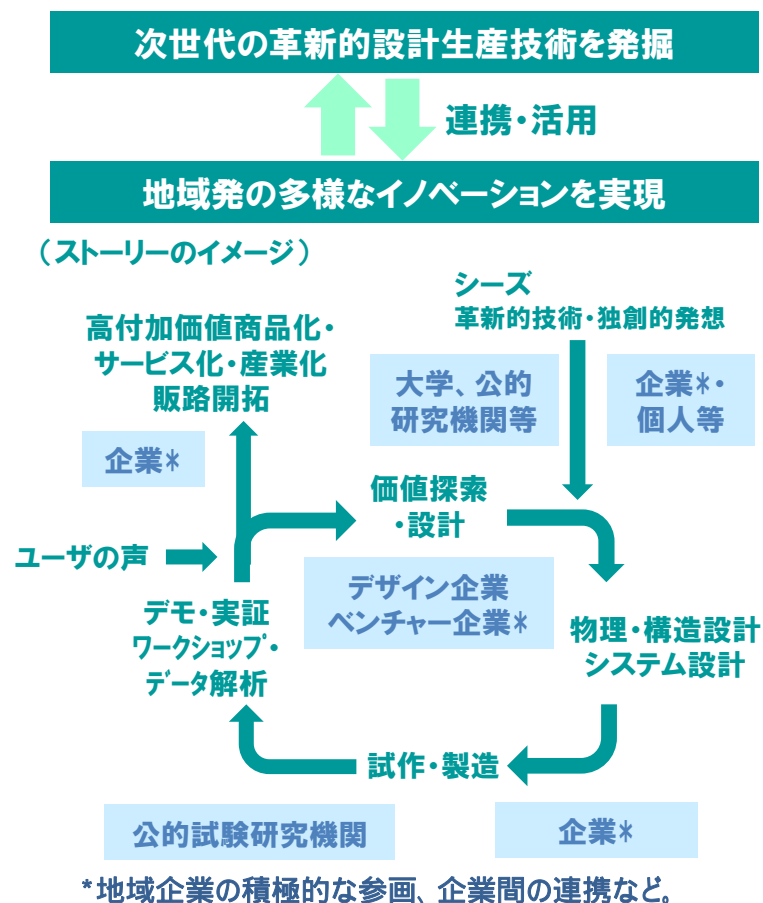 次世代の革新的設計生産技術を発掘
連携・活用
地域発の多様なイノベーションを実現
（ストーリーのイメージ）
シーズ
革新的技術・独創的発想
高付加価値商品化・
サービス化・産業化
販路開拓
大学、公的
研究機関等
企業*・
個人等
企業*
価値探索
・設計
ユーザの声
デザイン企業
ベンチャー企業*
デモ・実証
ワークショップ・
データ解析
物理・構造設計
システム設計
試作・製造
公的試験研究機関
企業*
*地域企業の積極的な参画、企業間の連携など。